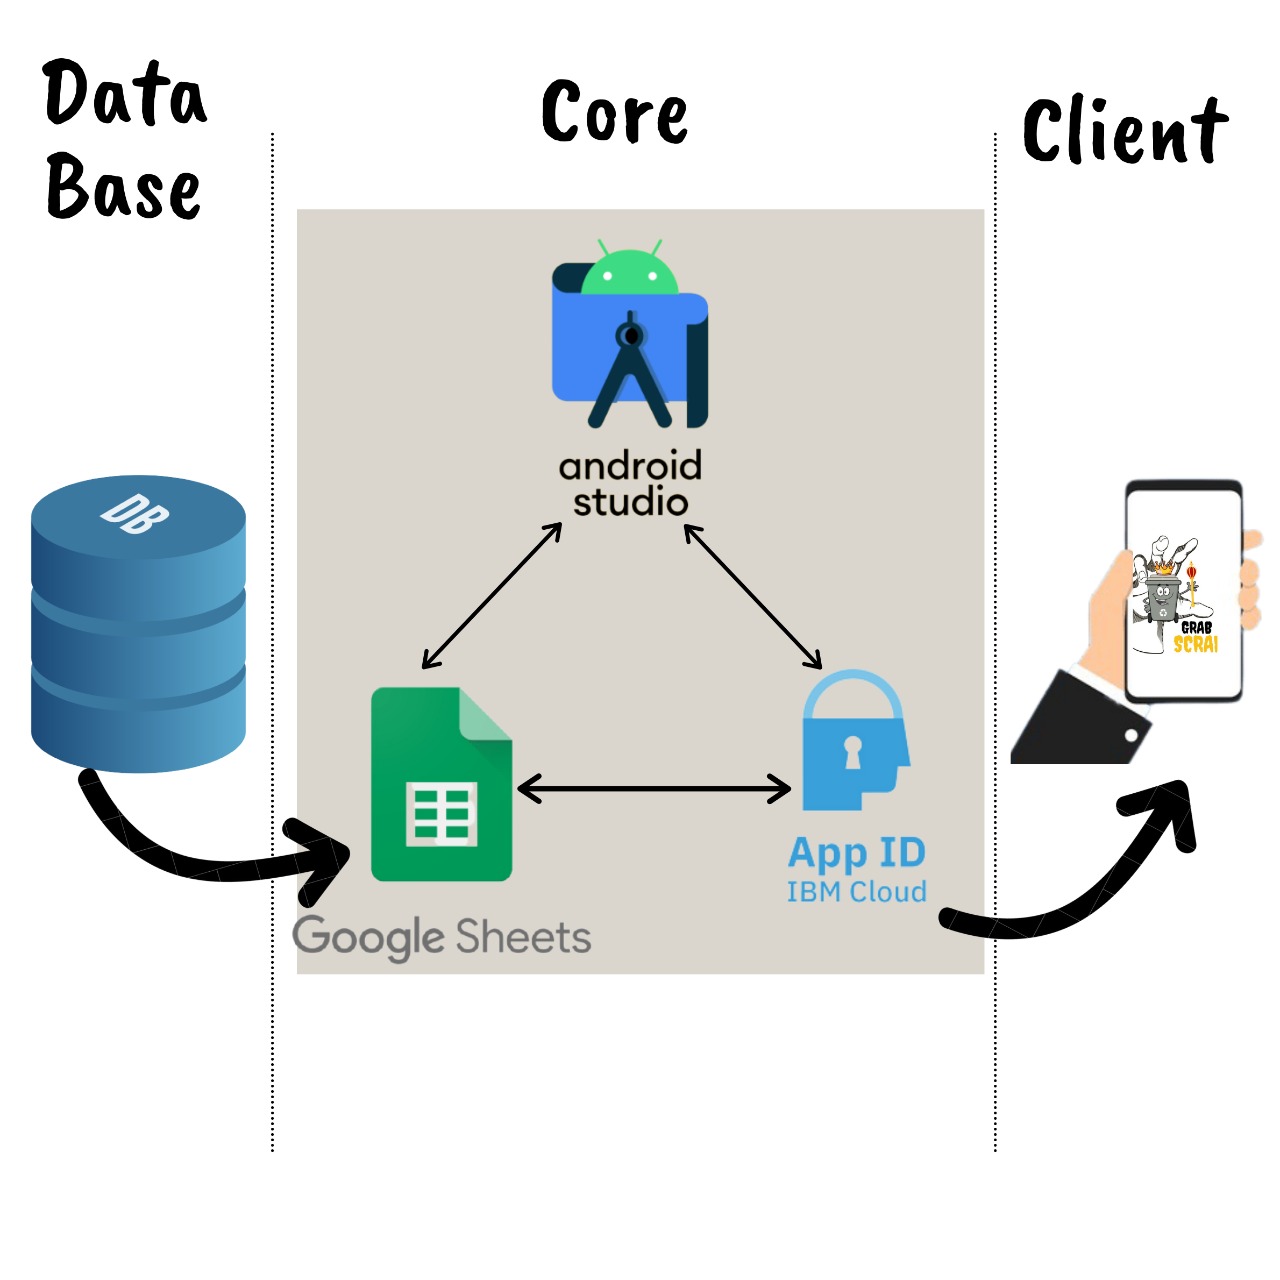 Data
Base
Core
Client
android
studio
DB
GRAB
SCRAI
App ID
IBM Cloud
Google Sheets